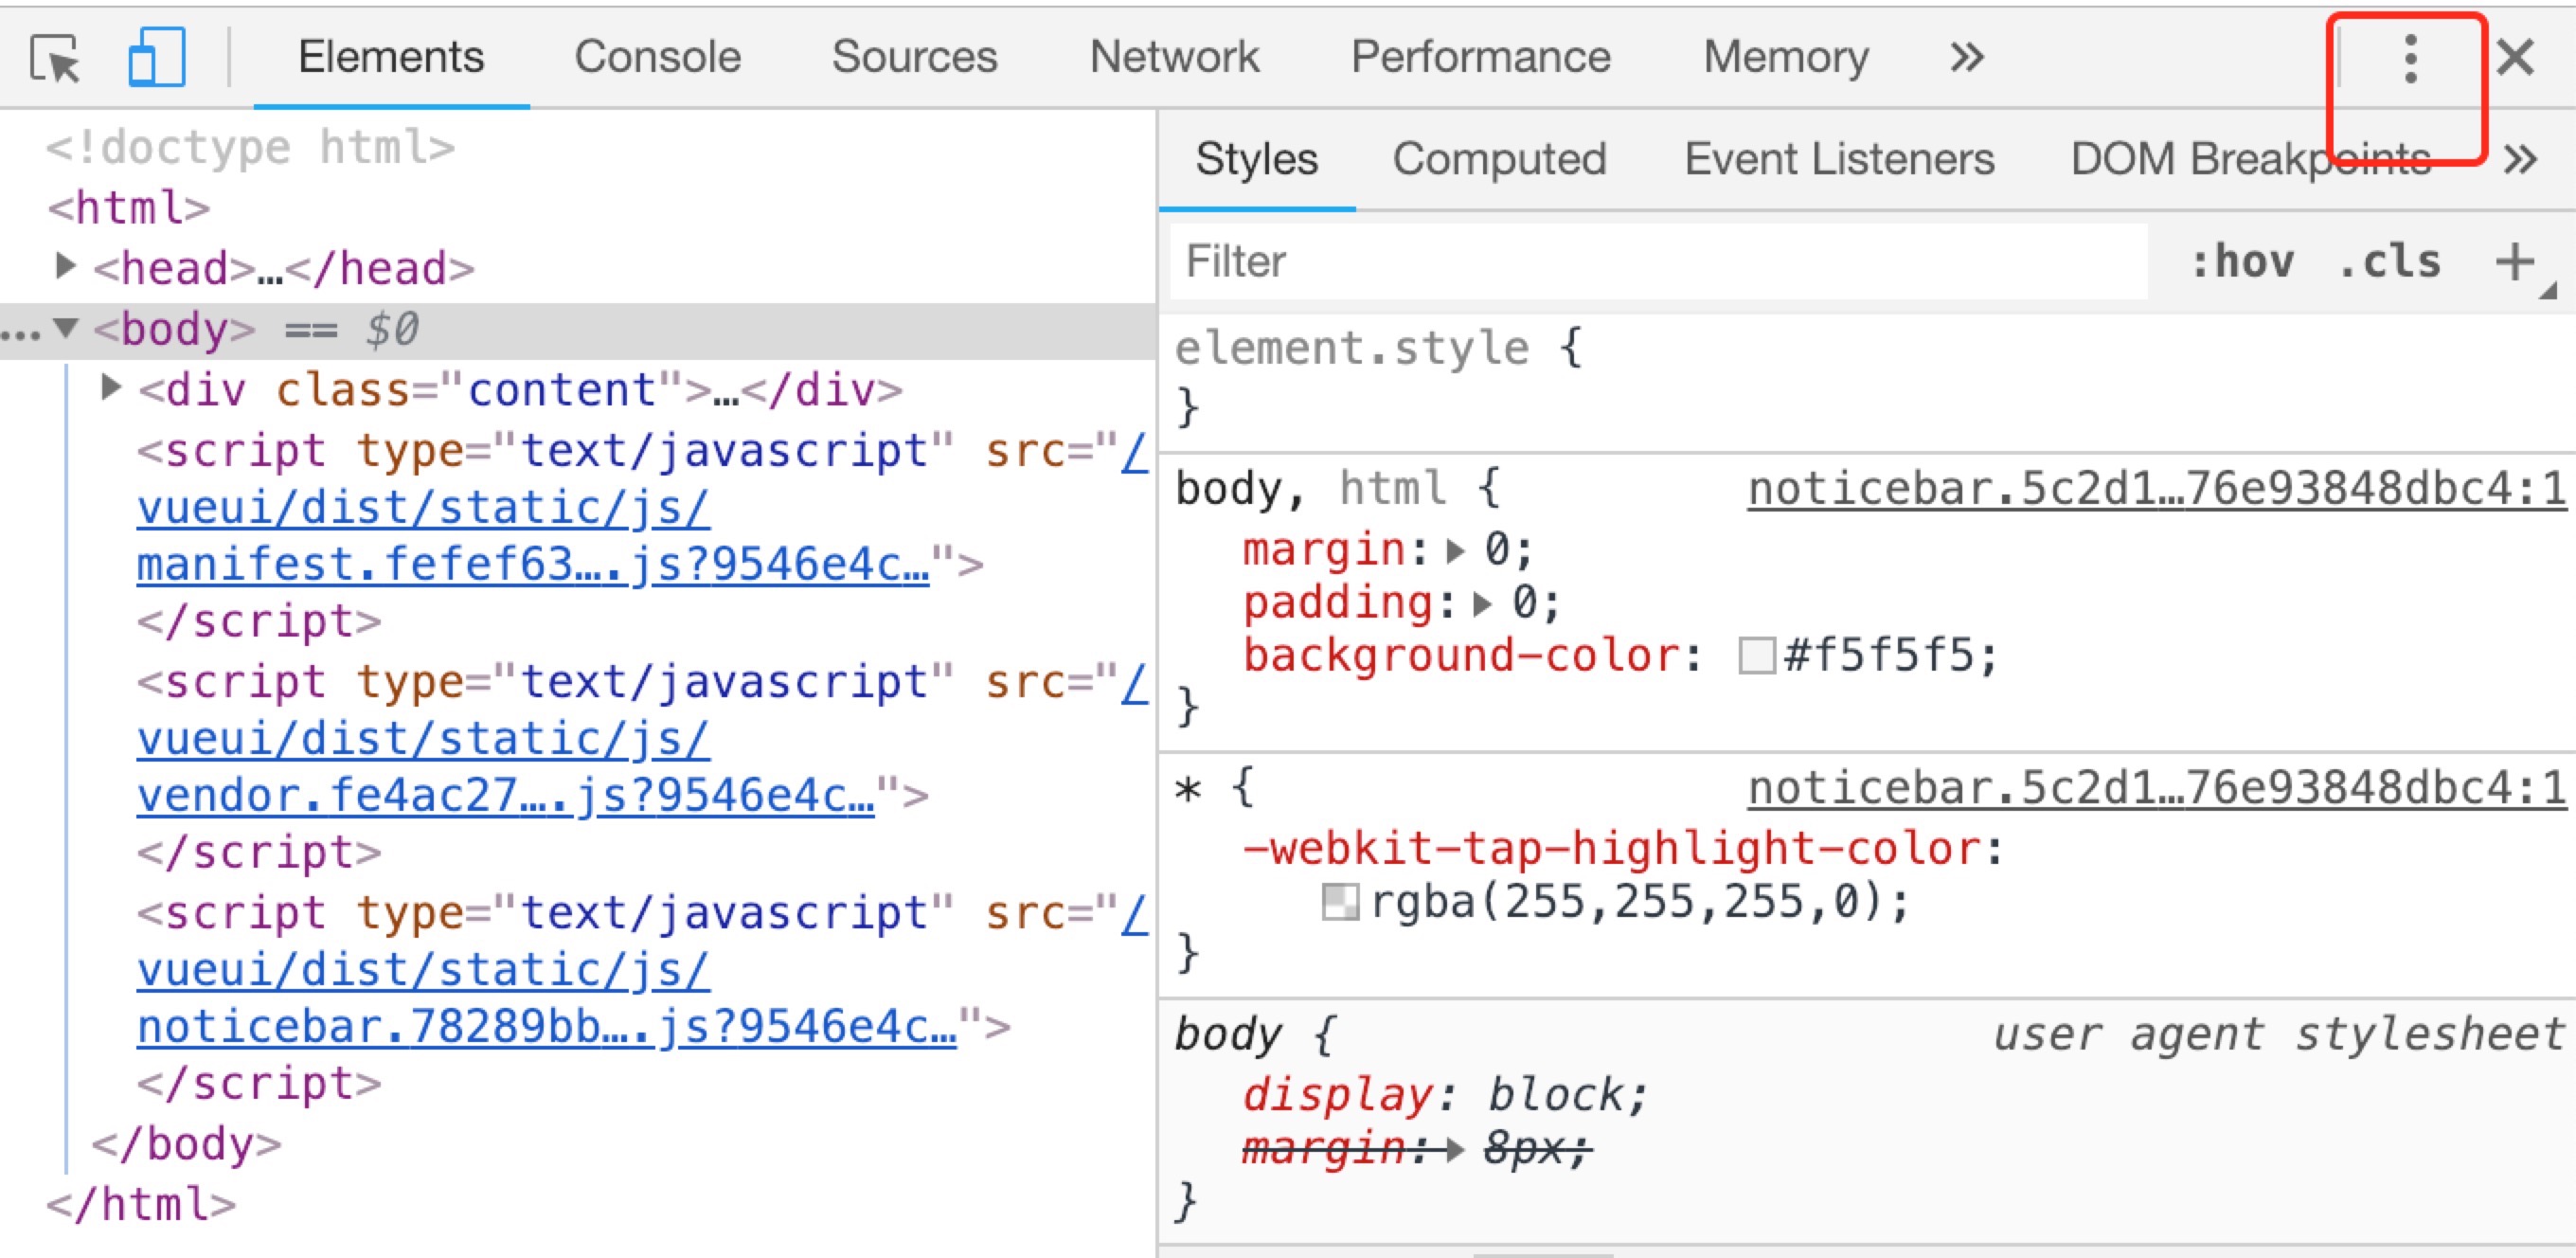 Elements Console Sources Network Performance Memory »
<!doctype html>
<html>
<head>…</head>
… <body> == $0
<div class="content">…</div>
<script type="text/javascript" src="/
vueui/dist/static/js/
manifest.fefef63….js?9546e4c…">
</script>
<script type="text/javascript" src="/
vueui/dist/static/js/
vendor.fe4ac27….js?9546e4c…">
</script>
<script type="text/javascript" src="/
vueui/dist/static/js/
noticebar.78289bb….js?9546e4c…">
</script>
</body>
</html>
Styles Computed Event Listeners DOM Breakpoints »
Filter :hov .cls +
element.style {
}
body, html { noticebar.5c2d1…76e93848dbc4:1
margin: 0;
padding: 0;
background-color: #f5f5f5;
}
* { noticebar.5c2d1…76e93848dbc4:1
-webkit-tap-highlight-color:
rgba(255,255,255,0);
}
body { user agent stylesheet
display: block;
margin: 8px;
}